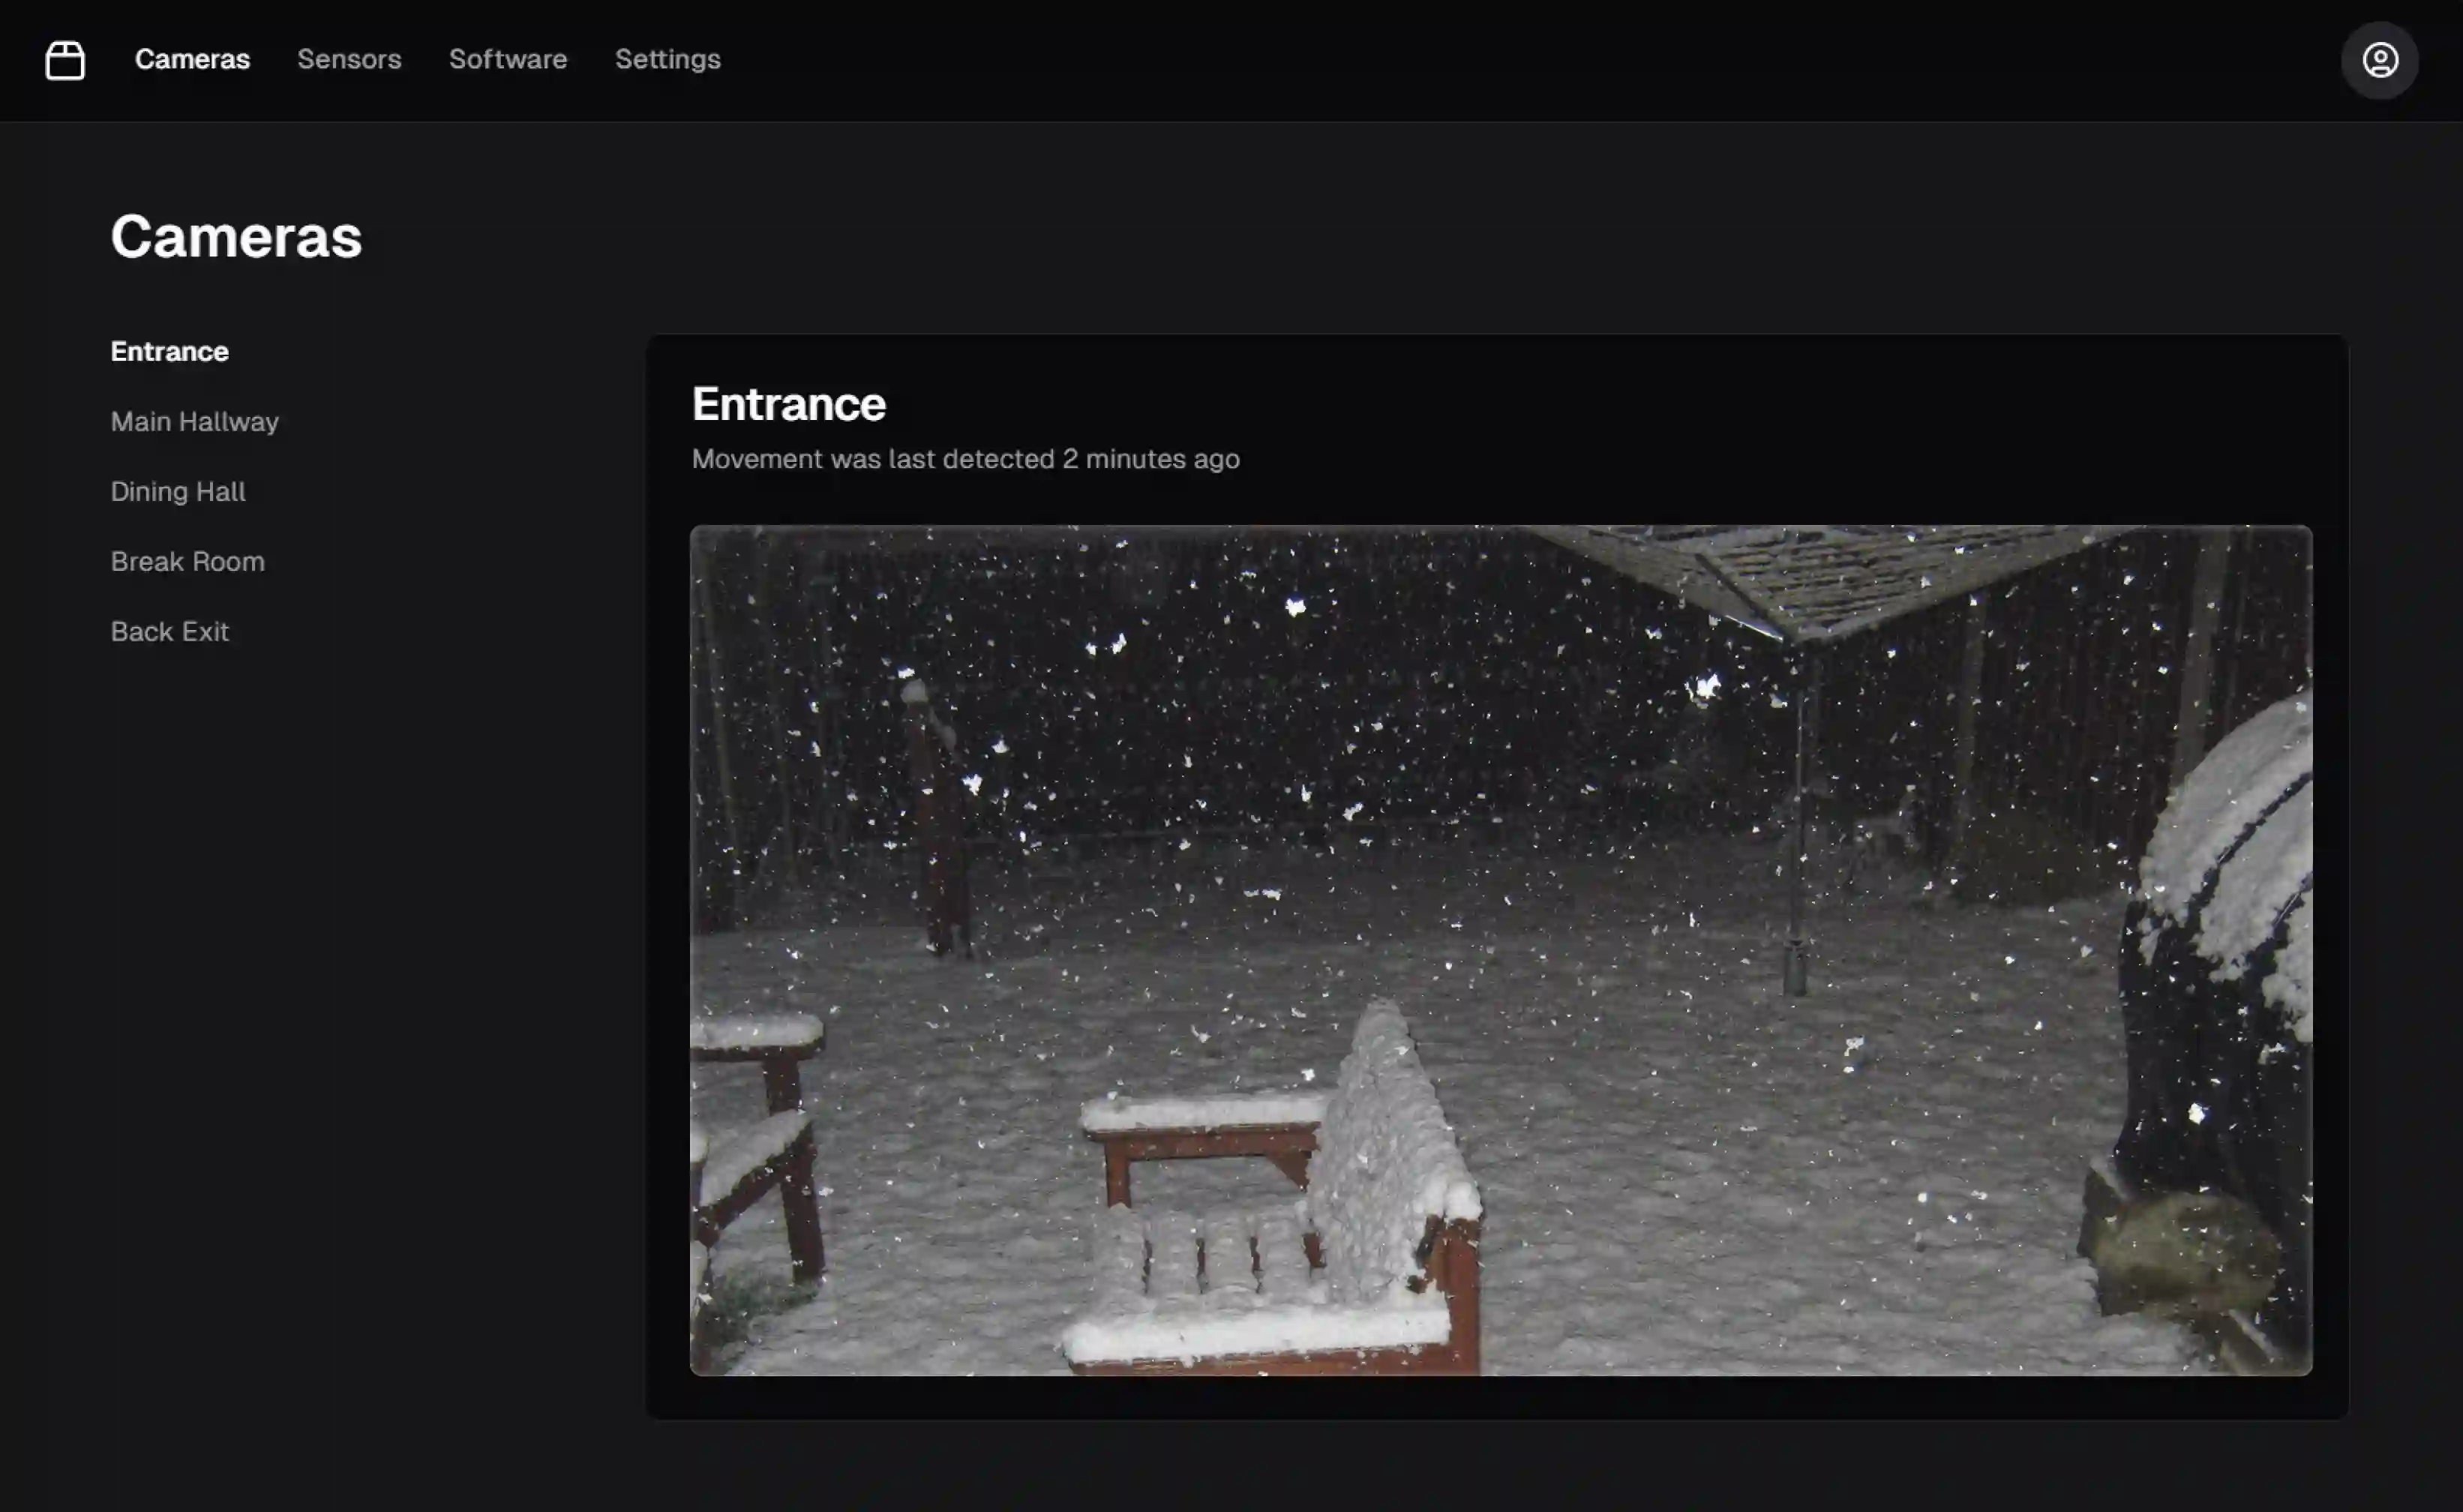 Cameras
Sensors
Software
Settings
Cameras
Entrance
Main Hallway
Dining Hall
Break Room
Back Exit
Entrance
Movement was last detected 2 minutes ago